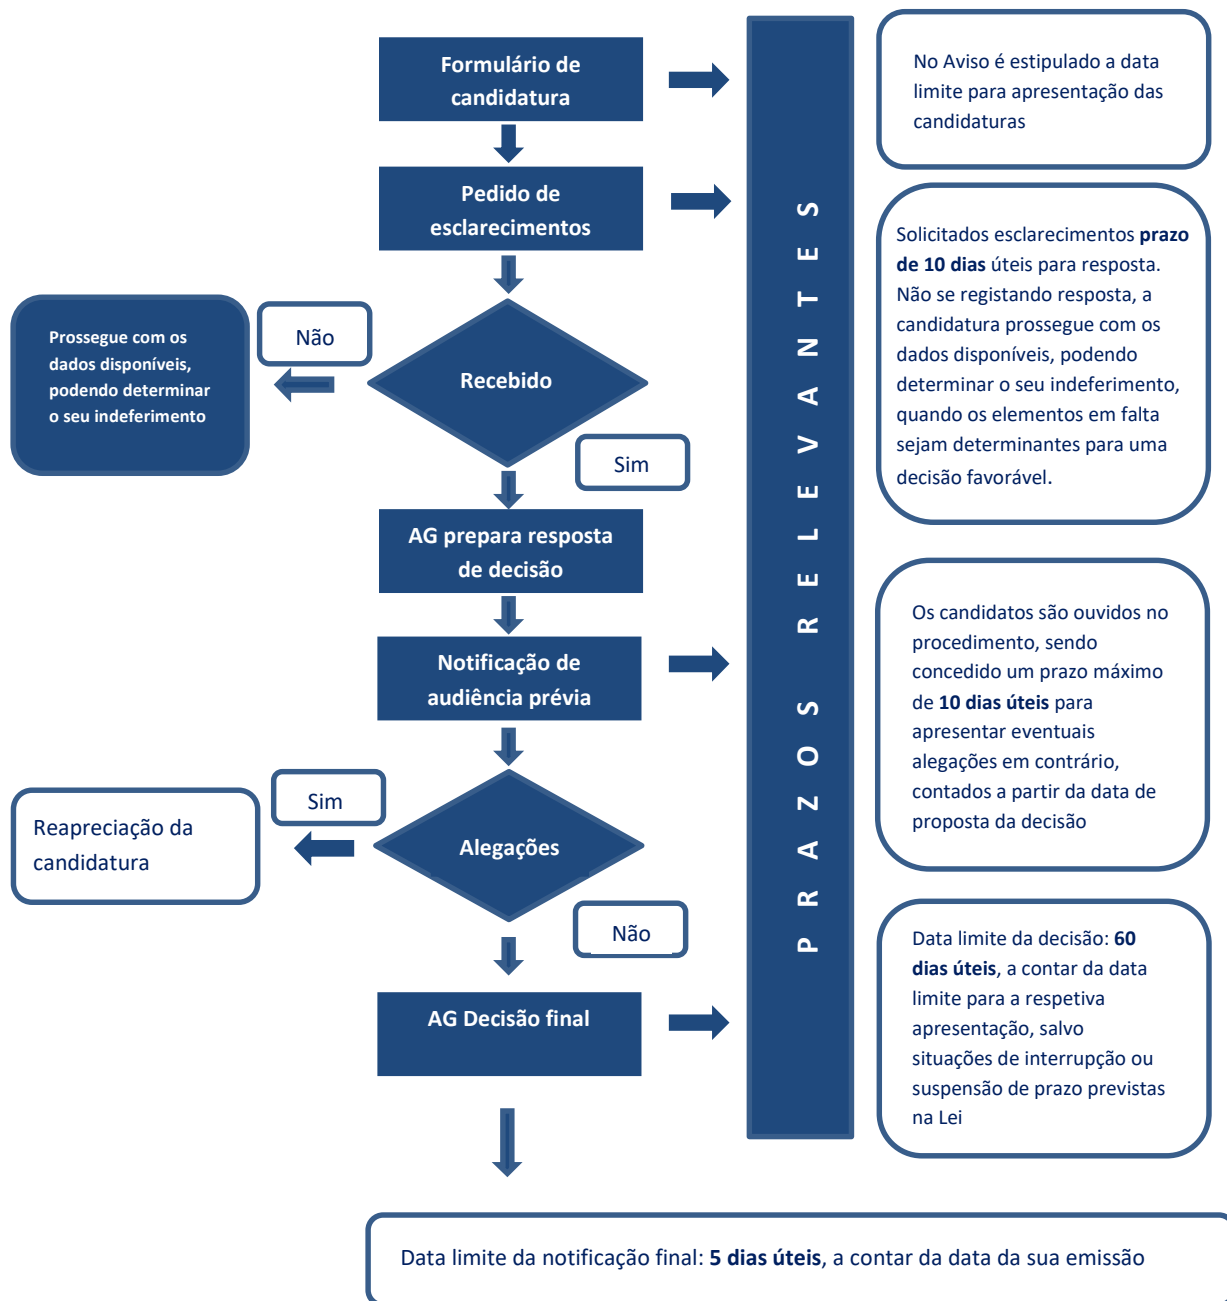 Formulário de
candidatura
No Aviso é estipulado a data
limite para apresentação das
candidaturas
Pedido de
esclarecimentos
Solicitados esclarecimentos prazo
de 10 dias úteis para resposta.
Não se registando resposta, a
candidatura prossegue com os
dados disponíveis, podendo
determinar o seu indeferimento,
quando os elementos em falta
sejam determinantes para uma
decisão favorável.
Não
Prossegue com os
dados disponíveis,
podendo determinar
o seu indeferimento
Recebido
Sim
AG prepara resposta
de decisão
Notificação de
audiência prévia
Os candidatos são ouvidos no
procedimento, sendo
concedido um prazo máximo
de 10 dias úteis para
apresentar eventuais
alegações em contrário,
contados a partir da data de
proposta da decisão
Sim
Reapreciação da
candidatura
Alegações
Não
AG Decisão final
Data limite da decisão: 60
dias úteis, a contar da data
limite para a respetiva
apresentação, salvo
situações de interrupção ou
suspensão de prazo previstas
na Lei
PRAZOS RELEVANTES
Data limite da notificação final: 5 dias úteis, a contar da data da sua emissão